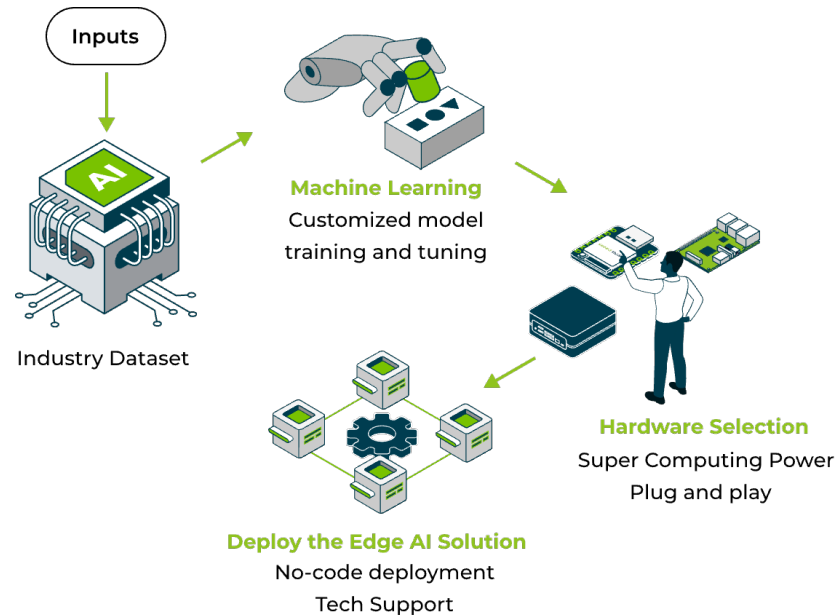 Inputs
AI
Industry Dataset
Machine Learning
Customized model
training and tuning
Hardware Selection
Super Computing Power
Plug and play
Deploy the Edge AI Solution
No-code deployment
Tech Support